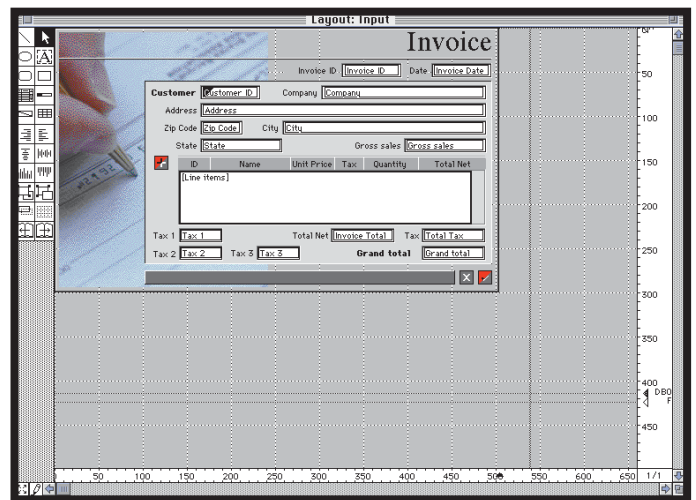 Layout: Input
Invoice
Invoice ID Invoice ID Date Invoice Date
Customer Customer ID Company Company
Address Address
Zip Code Zip Code City City
State State Gross sales Gross sales
ID Name Unit Price Tax Quantity Total Net
[Line items]
Tax 1 Tax 1 Total Net Invoice Total Tax Total Tax
Tax 2 Tax 2 Tax 3 Tax 3 Grand total Grand total
50
100
150
200
250
300
350
400
DB0
F
450
50 100 150 200 250 300 350 400 450 500 550 600 650 1/1